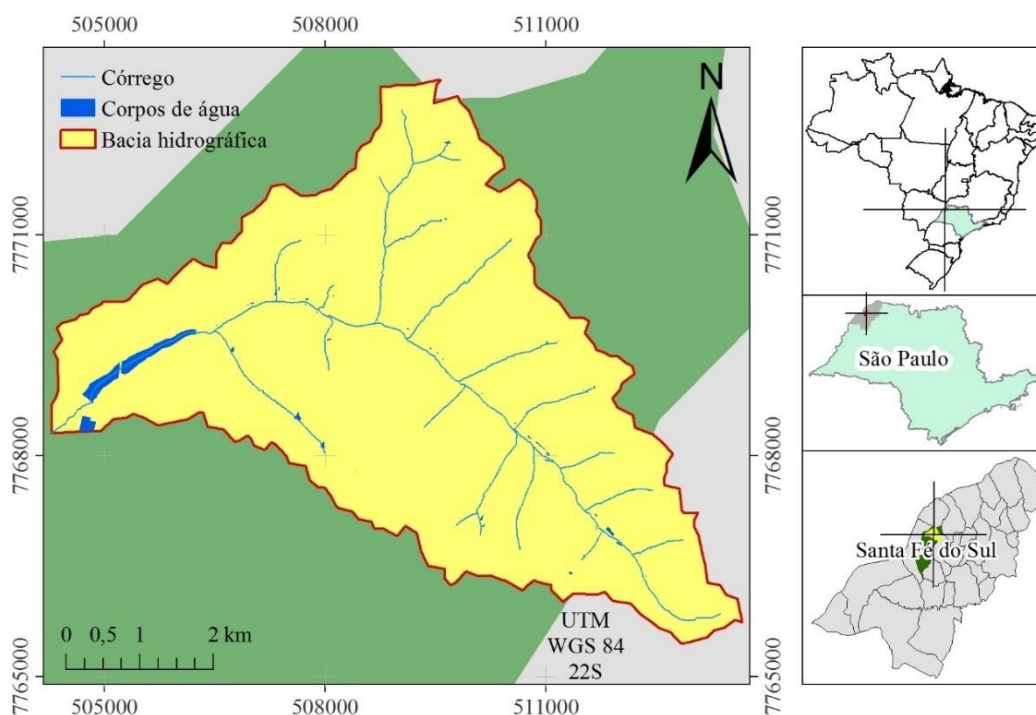 505000 508000 511000
Córrego
Corpos de água
Bacia hidrográfica
N
7771000 7771000
7768000 7768000
7765000 7765000
0 0,5 1 2 km
UTM
WGS 84
22S
505000 508000 511000
São Paulo
Santa Fé do Sul